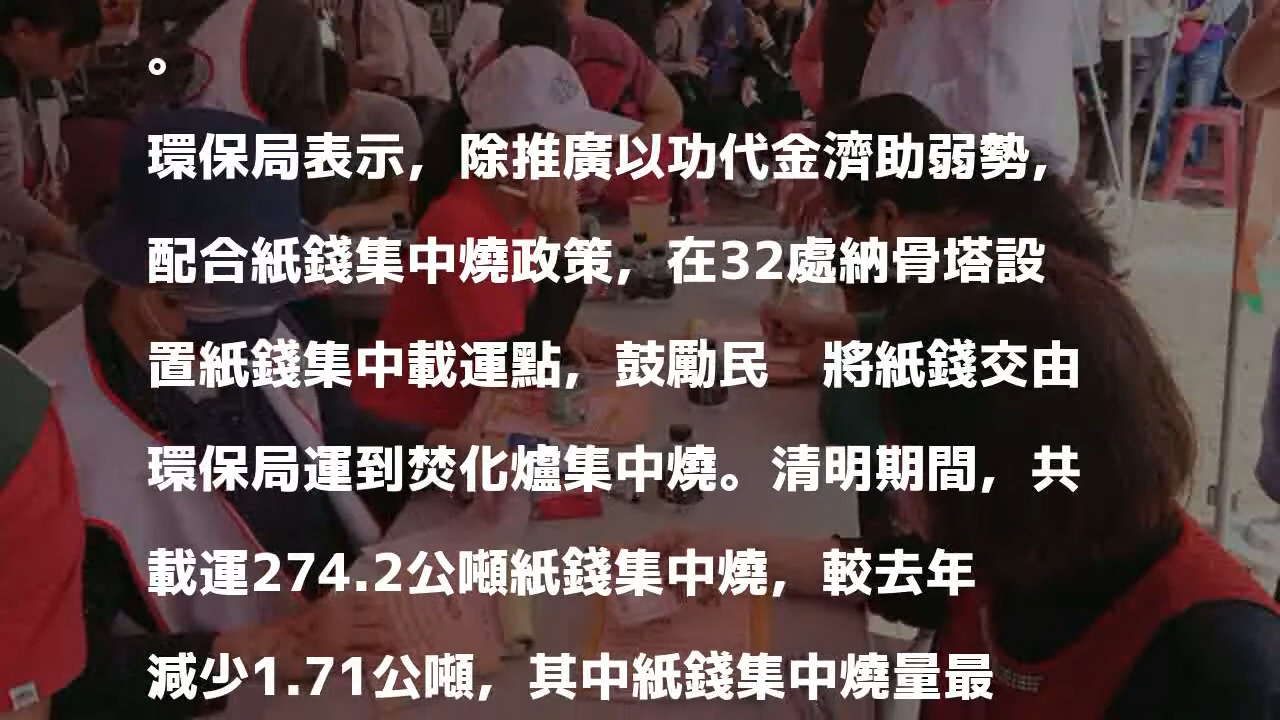 。
環保局表示，除推廣以功代金濟助弱勢，
配合紙錢集中燒政策，在32處納骨塔設
置紙錢集中載運點，鼓勵民　將紙錢交由
環保局運到焚化爐集中燒。清明期間，共
載運274.2公噸紙錢集中燒，較去年
減少1.71公噸，其中紙錢集中燒量最